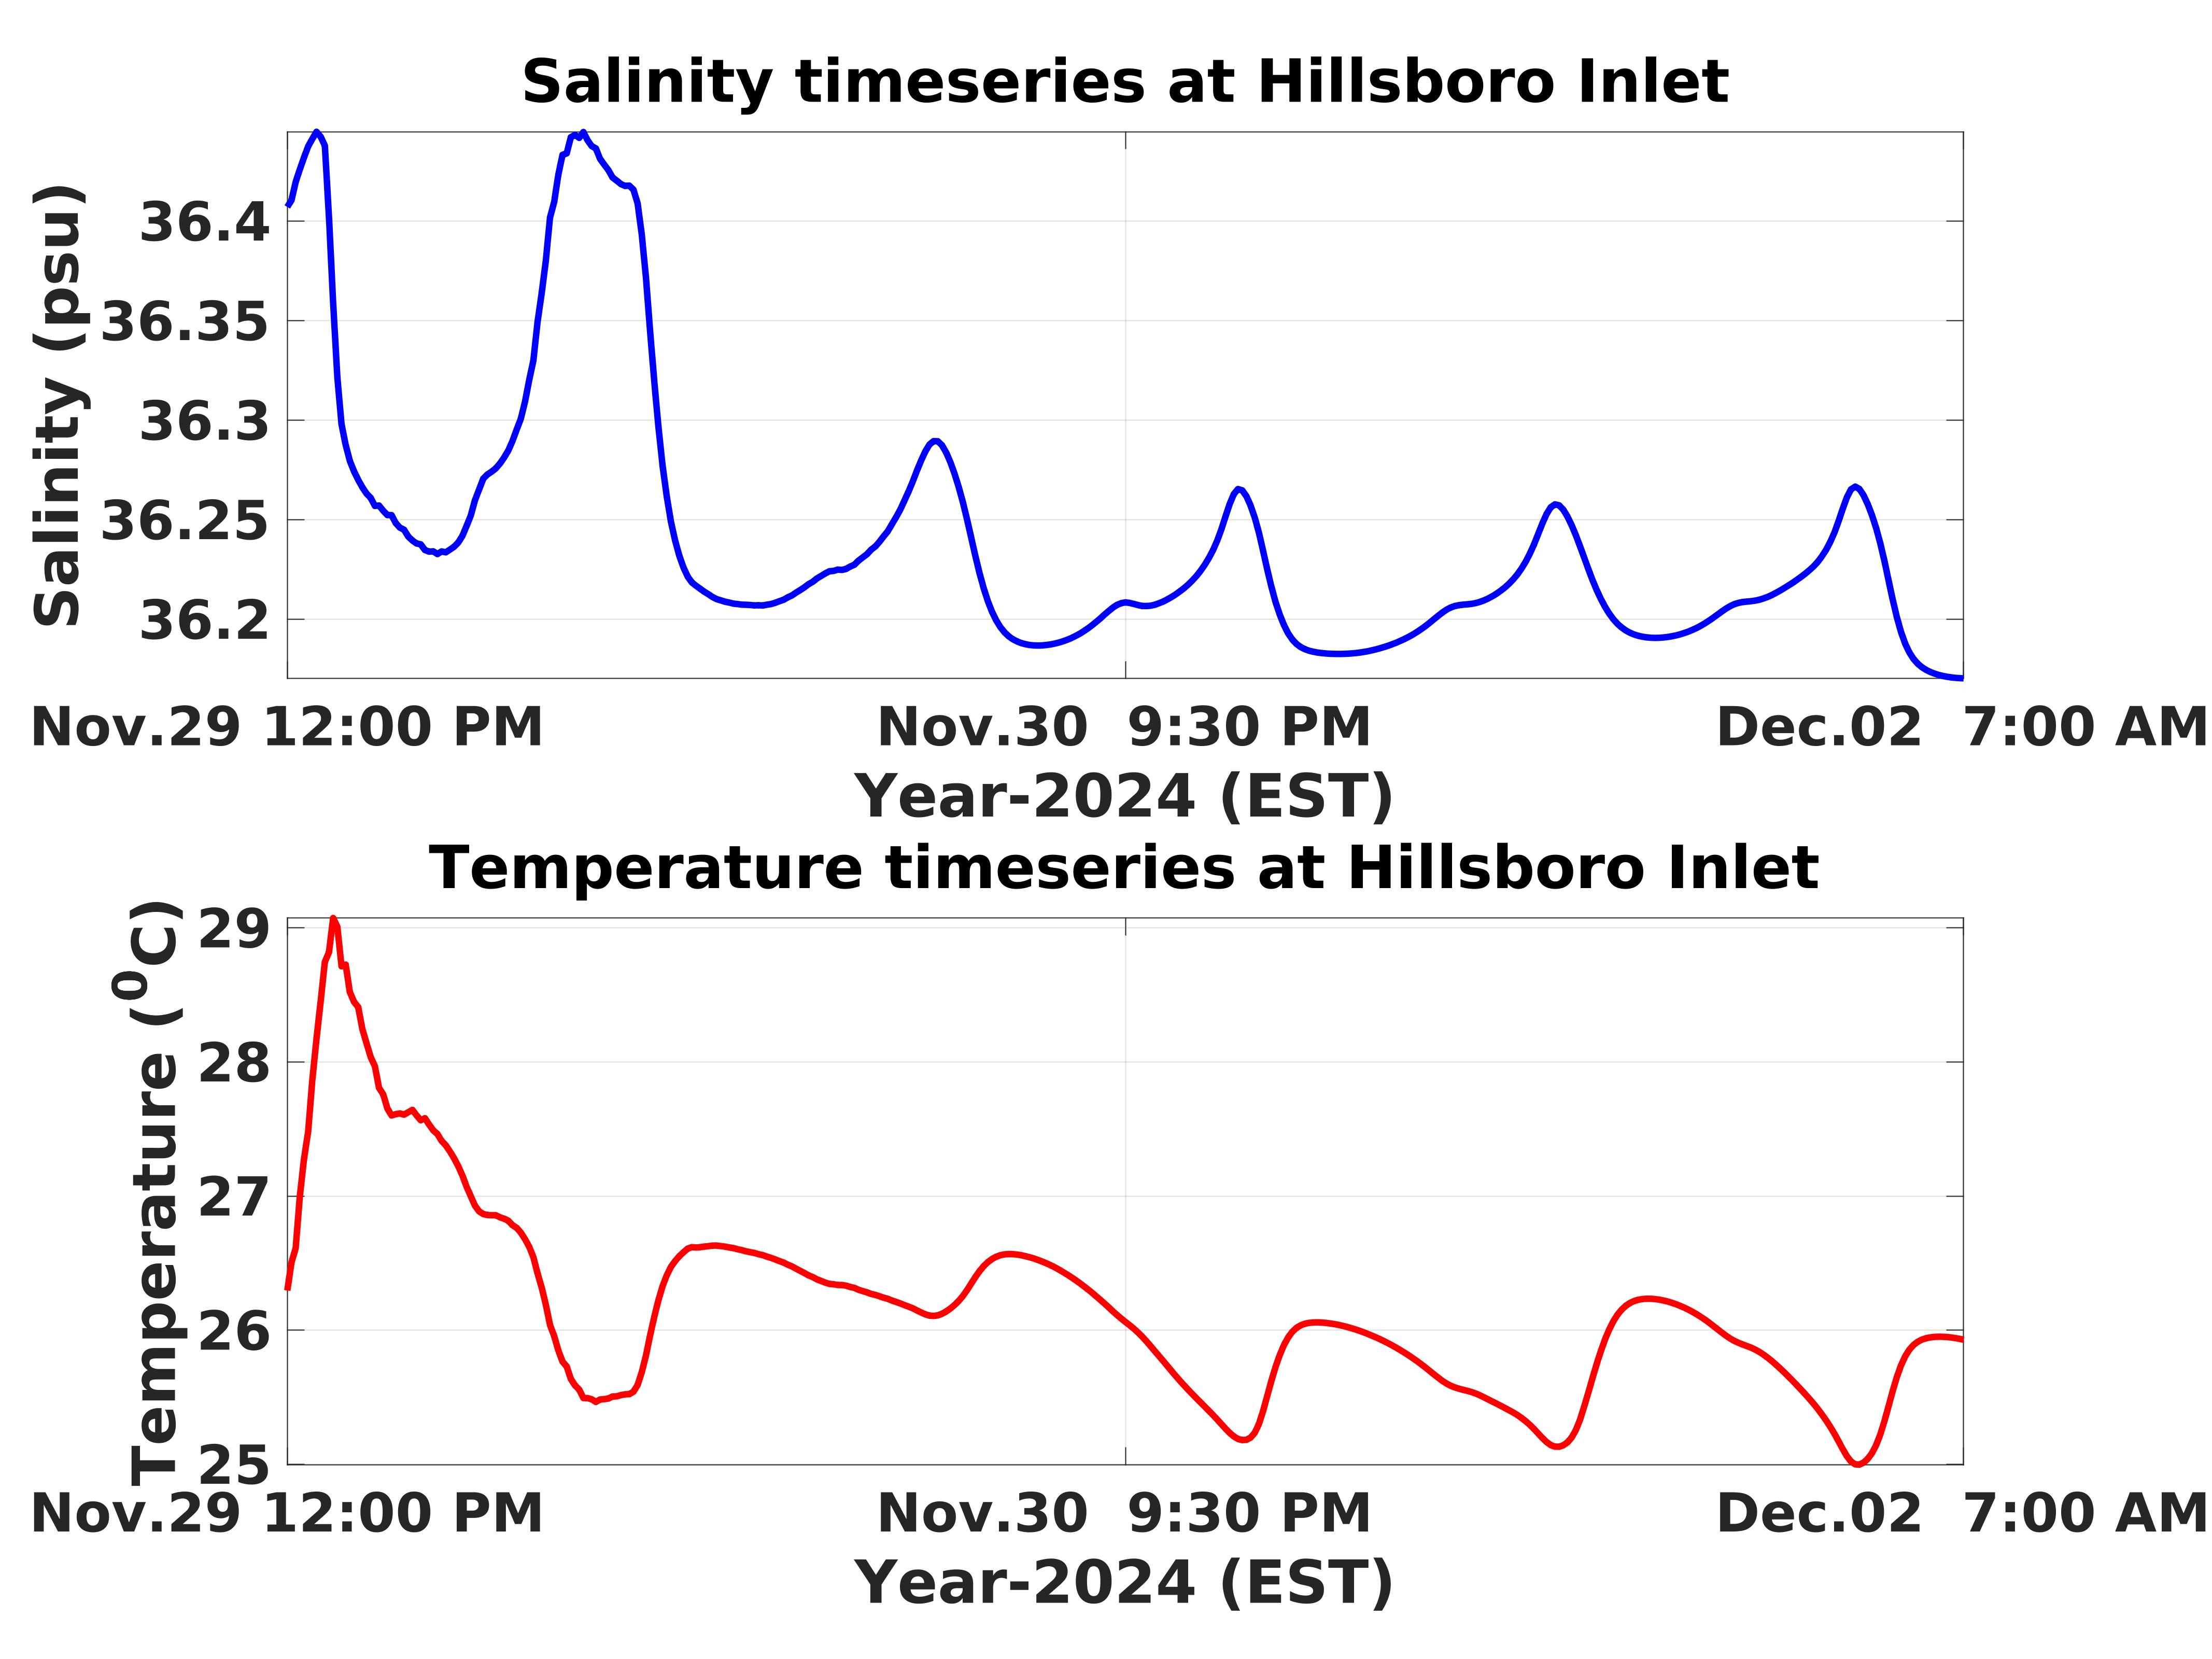 Salinity timeseries at Hillsboro Inlet
Salinity (psu)
36.4
36.35
36.3
36.25
36.2
Nov.29 12:00 PM Nov.30 9:30 PM Dec.02 7:00 AM
Year-2024 (EST)
Temperature timeseries at Hillsboro Inlet
Temperature (⁰C)
29
28
27
26
25
Nov.29 12:00 PM Nov.30 9:30 PM Dec.02 7:00 AM
Year-2024 (EST)